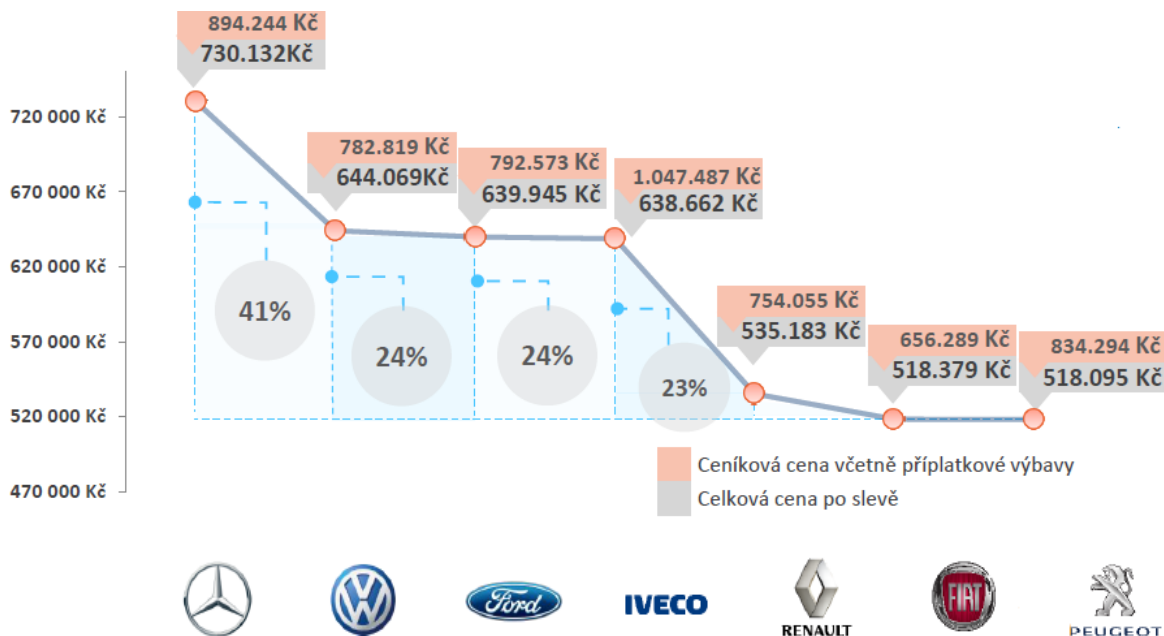 894.244 Kč
730.132Kč
720 000 Kč
782.819 Kč
644.069Kč
792.573 Kč
639.945 Kč
1.047.487 Kč
638.662 Kč
670 000 Kč
620 000 Kč
41%
24%
24%
23%
754.055 Kč
535.183 Kč
656.289 Kč
518.379 Kč
834.294 Kč
518.095 Kč
570 000 Kč
520 000 Kč
470 000 Kč
Ceníková cena včetně příplatkové výbavy
Celková cena po slevě
Ford
IVECO
RENAULT
FIAT
PEUGEOT